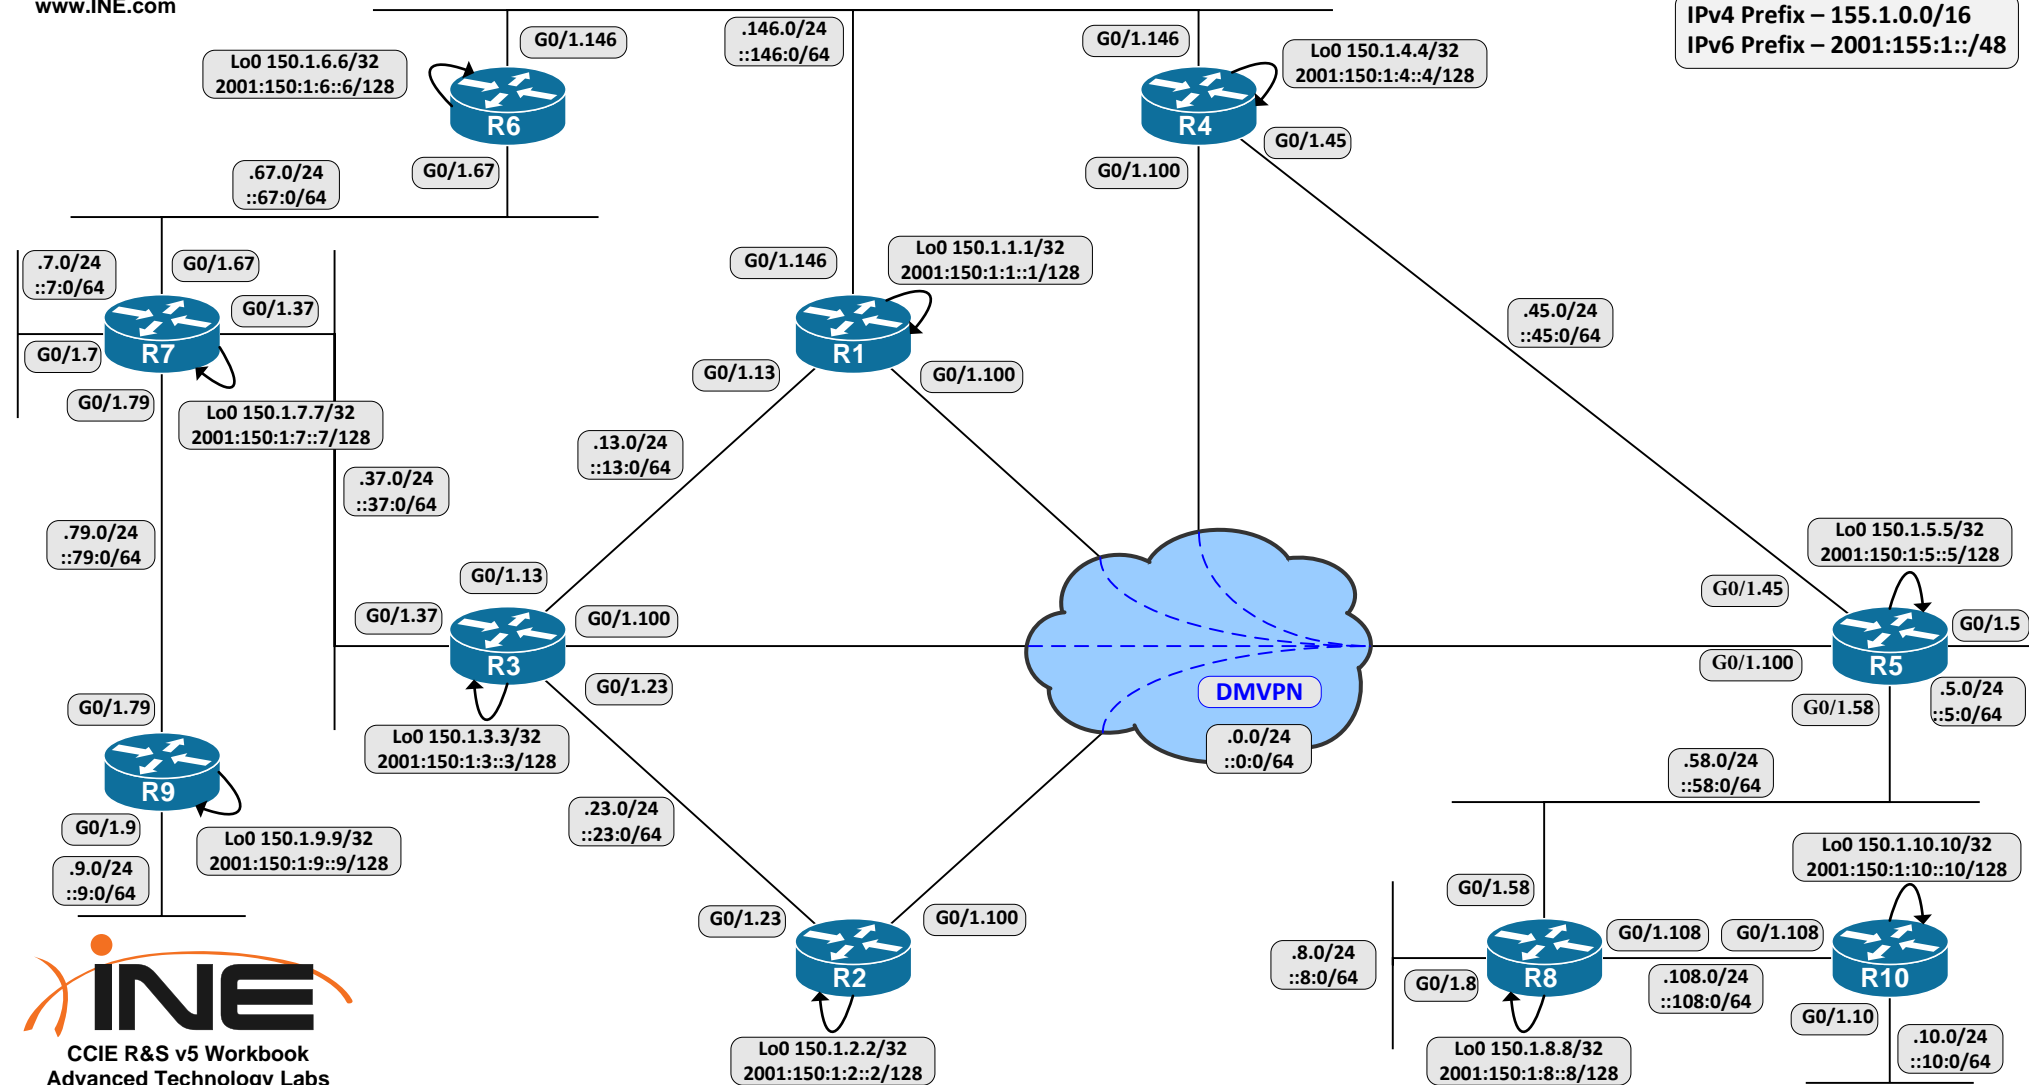 www.INE.com
IPv4 Prefix – 155.1.0.0/16
IPv6 Prefix – 2001:155:1::/48
G0/1.146
.146.0/24
::146:0/64
G0/1.146
Lo0 150.1.6.6/32
2001:150:1:6::6/128
Lo0 150.1.4.4/32
2001:150:1:4::4/128
R6
R4
G0/1.45
.67.0/24
::67:0/64
G0/1.67
G0/1.100
.7.0/24
::7:0/64
G0/1.67
G0/1.146
Lo0 150.1.1.1/32
2001:150:1:1::1/128
G0/1.37
.45.0/24
::45:0/64
G0/1.7
R7
R1
G0/1.13
G0/1.100
G0/1.79
Lo0 150.1.7.7/32
2001:150:1:7::7/128
.13.0/24
::13:0/64
.37.0/24
::37:0/64
.79.0/24
::79:0/64
Lo0 150.1.5.5/32
2001:150:1:5::5/128
G0/1.13
G0/1.45
G0/1.37
G0/1.100
G0/1.5
R3
R5
G0/1.100
G0/1.23
DMVPN
G0/1.79
G0/1.58
.5.0/24
::5:0/64
Lo0 150.1.3.3/32
2001:150:1:3::3/128
.0.0/24
::0:0/64
.58.0/24
::58:0/64
R9
.23.0/24
::23:0/64
G0/1.9
Lo0 150.1.9.9/32
2001:150:1:9::9/128
Lo0 150.1.10.10/32
2001:150:1:10::10/128
.9.0/24
::9:0/64
G0/1.58
G0/1.23
G0/1.100
G0/1.108
G0/1.108
.8.0/24
::8:0/64
R2
G0/1.8
R8
.108.0/24
::108:0/64
R10
G0/1.10
iNE
CCIE R&S v5 Workbook
Advanced Technology Labs
Lo0 150.1.2.2/32
2001:150:1:2::2/128
Lo0 150.1.8.8/32
2001:150:1:8::8/128
.10.0/24
::10:0/64